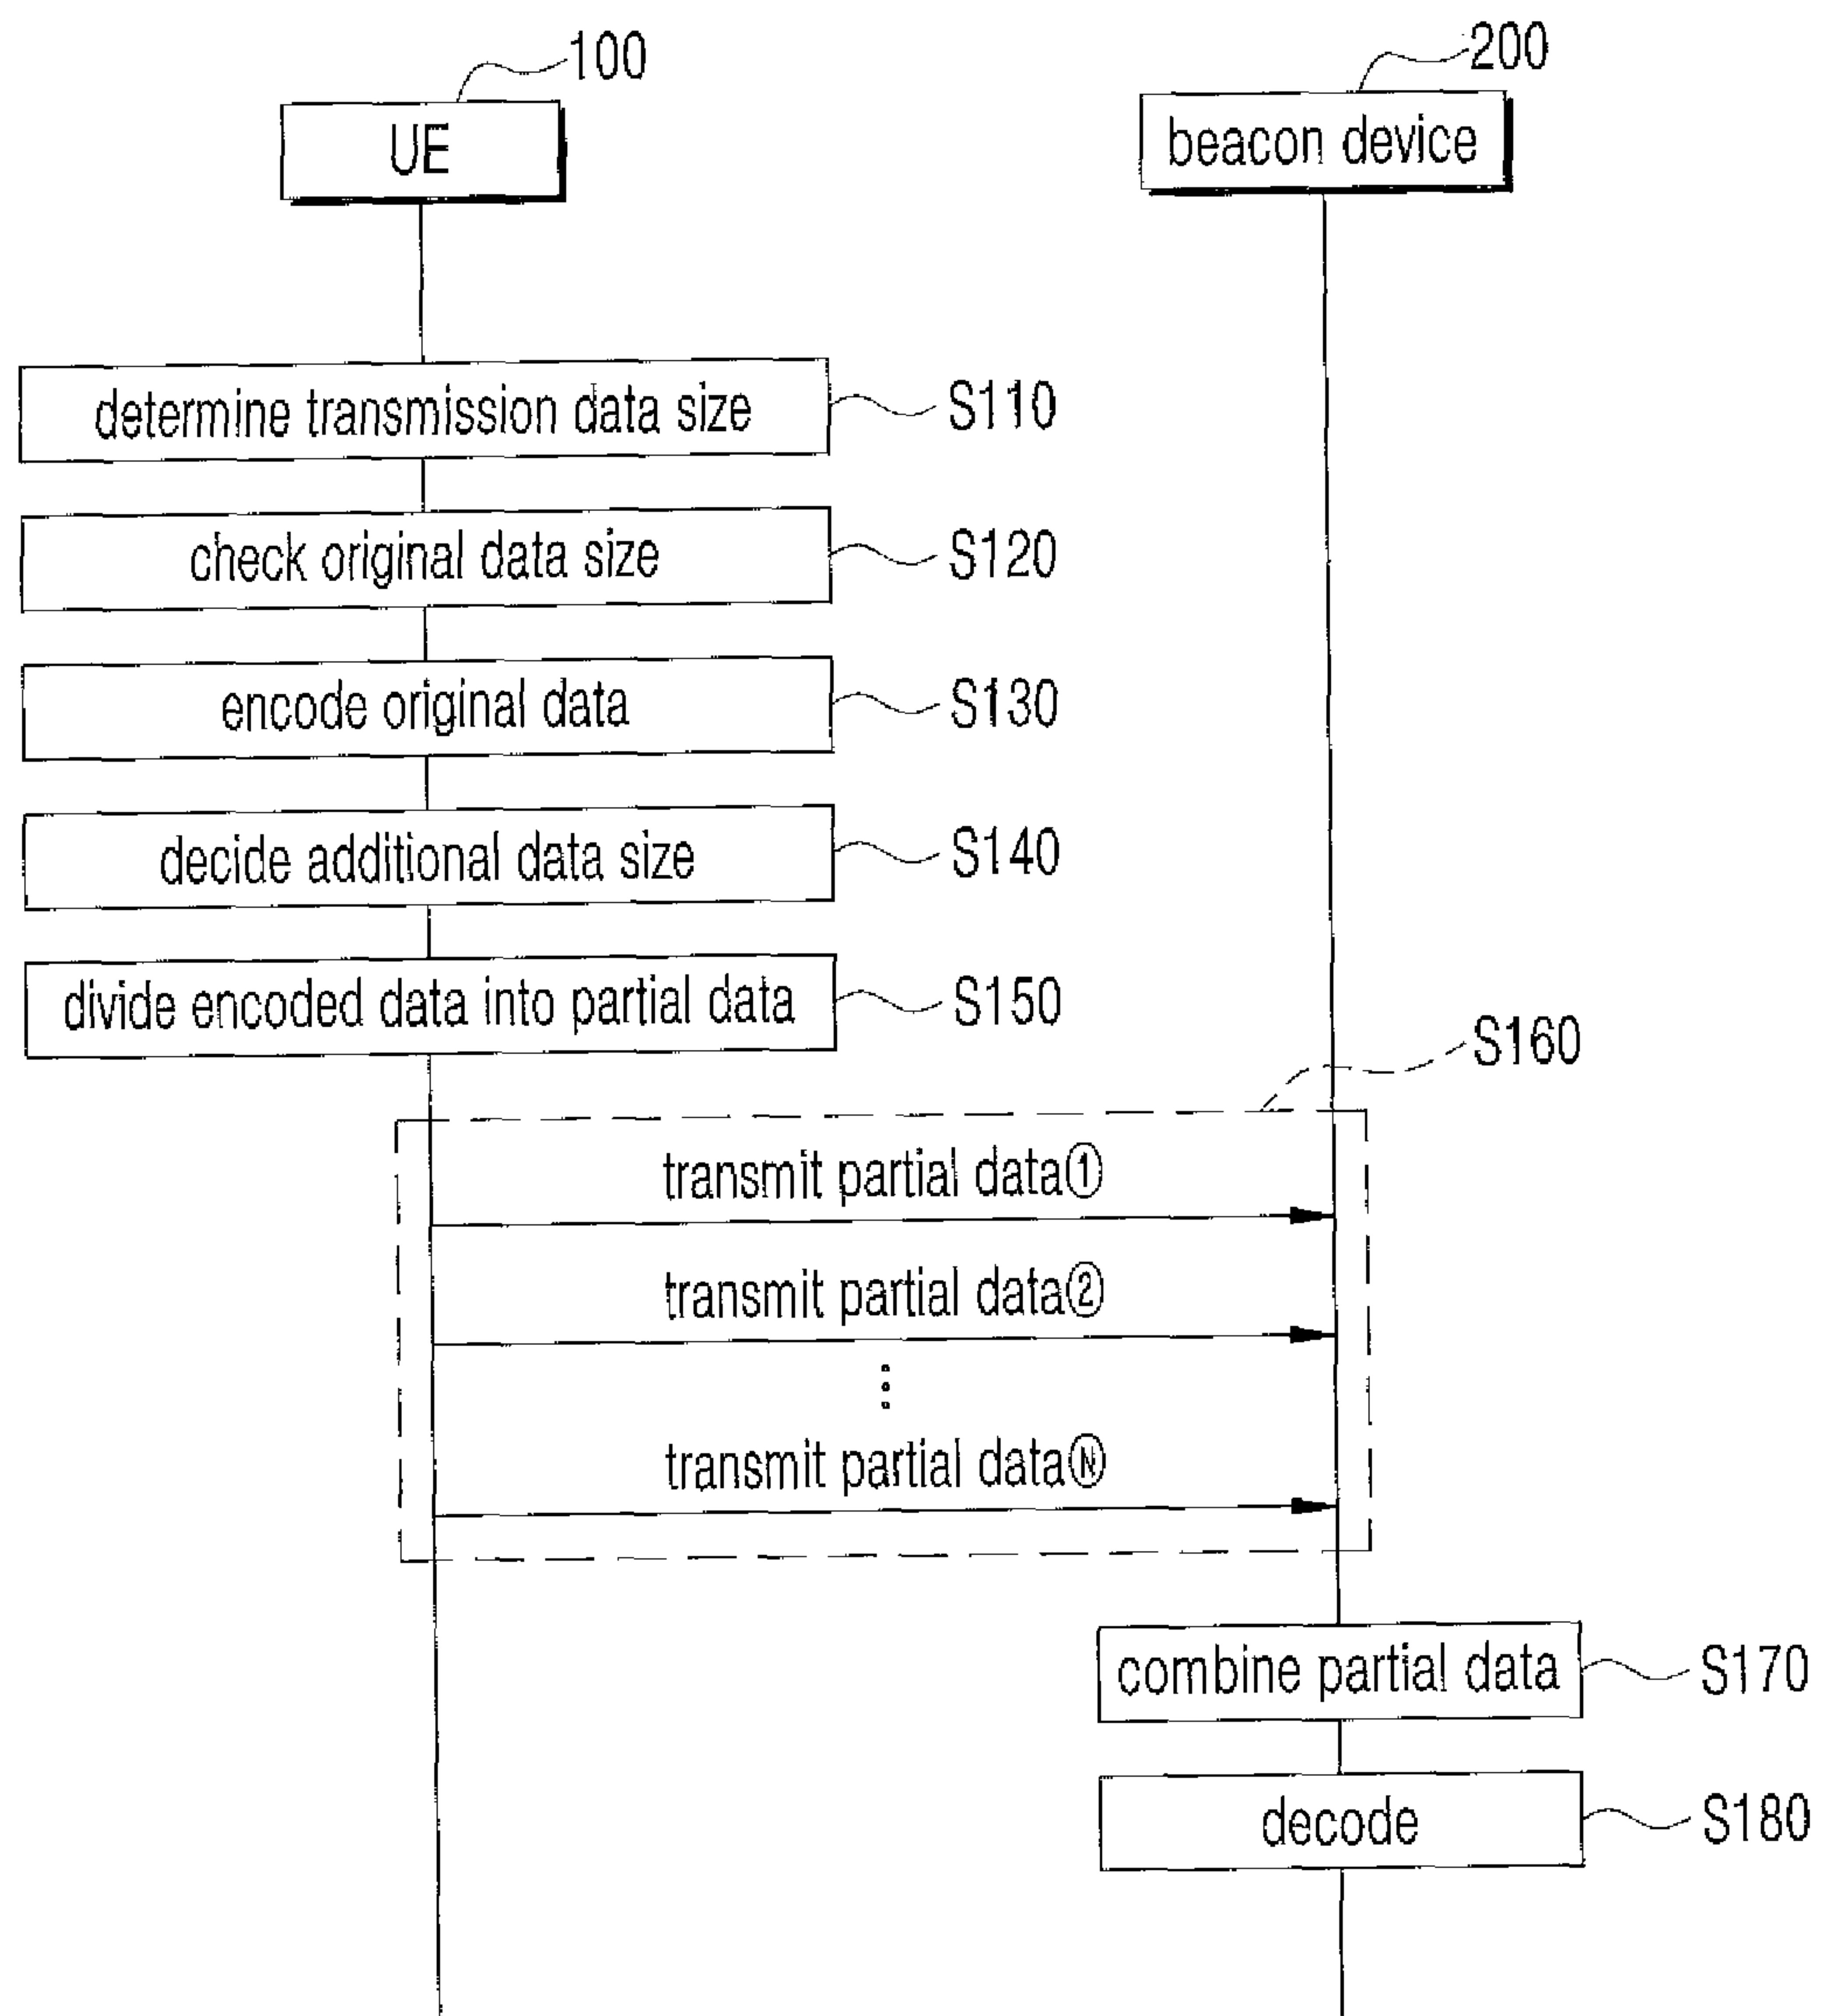 100
200
UE
beacon device
determine transmission data size
S110
check original data size
S120
encode original data
S130
decide additional data size
S140
divide encoded data into partial data
S150
S160
transmit partial data①
transmit partial data②
transmit partial dataⓃ
combine partial data
S170
decode
S180